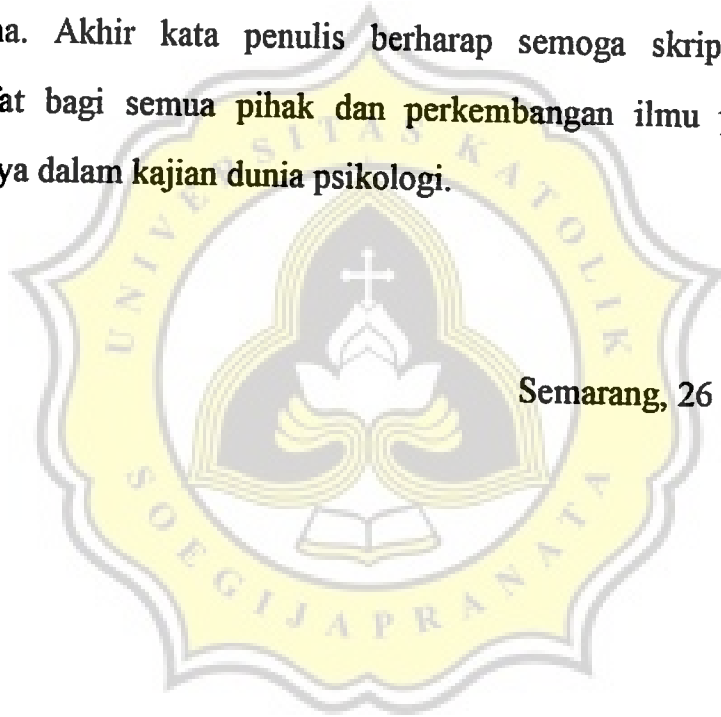 na. Akhir kata penulis berharap semoga skrip
at bagi semua pihak dan perkembangan ilmu
ya dalam kajian dunia psikologi.
Semarang, 26
UNIVERSITAS KATOLIK
SOEGIJAPRANATA